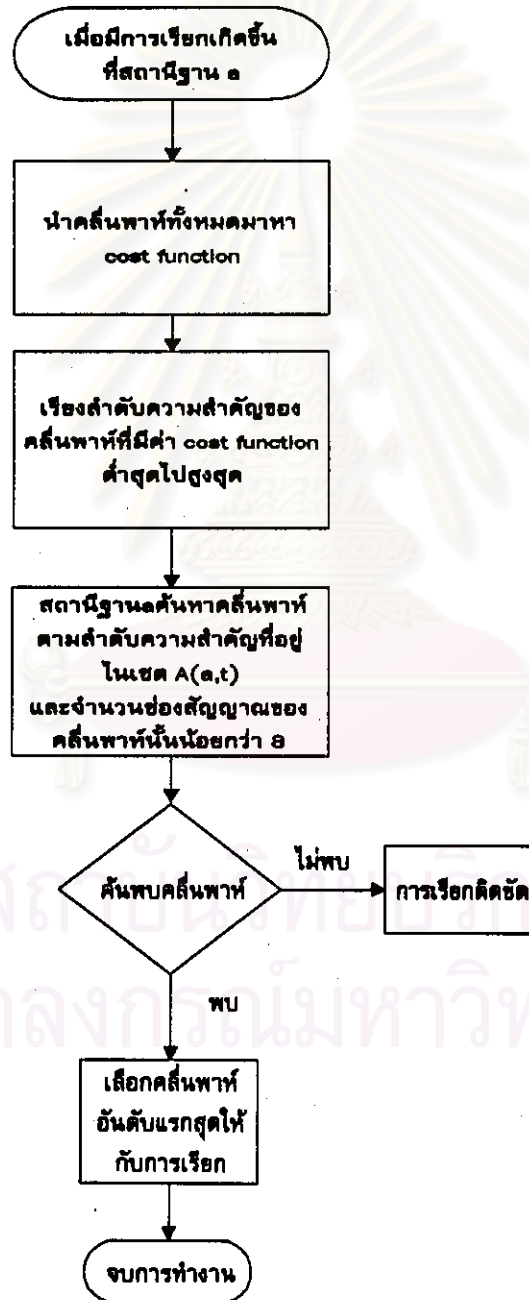 เมื่อมีการเรียกเกิดขึ้น
ที่สถานีฐาน a
นำคลื่นพาห์ทั้งหมดมาหา
cost function
เรียงลำดับความสำคัญของ
คลื่นพาห์ที่มีค่า cost function
ต่ำสุดไปสูงสุด
สถานีฐานaค้นหาคลื่นพาห์
ตามลำดับความสำคัญที่อยู่
ในเซต A(a,t)
และจำนวนช่องสัญญาณของ
คลื่นพาห์นั้นน้อยกว่า 8
ค้นพบคลื่นพาห์
ไม่พบ
การเรียกติดขัด
พบ
เลือกคลื่นพาห์
อันดับแรกสุดให้
กับการเรียก
จบการทำงาน